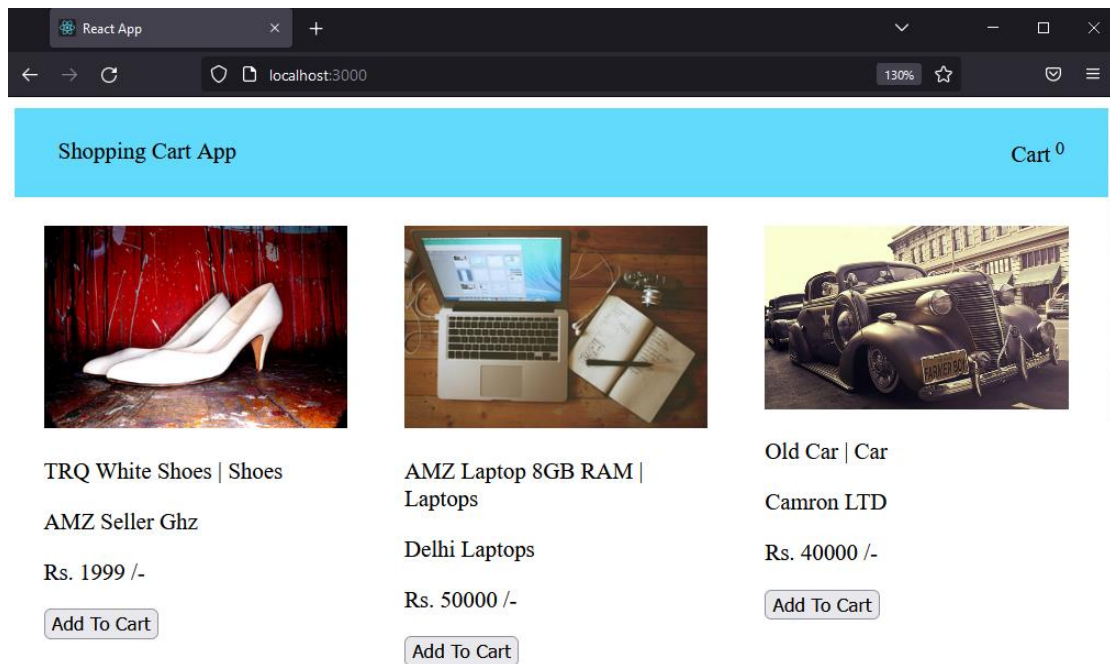 React App
localhost:3000
130%
Shopping Cart App
Cart 0
TRQ White Shoes | Shoes
AMZ Seller Ghz
Rs. 1999 /-
Add To Cart
AMZ Laptop 8GB RAM |
Laptops
Delhi Laptops
Rs. 50000 /-
Add To Cart
FARMER BOY
Old Car | Car
Camron LTD
Rs. 40000 /-
Add To Cart